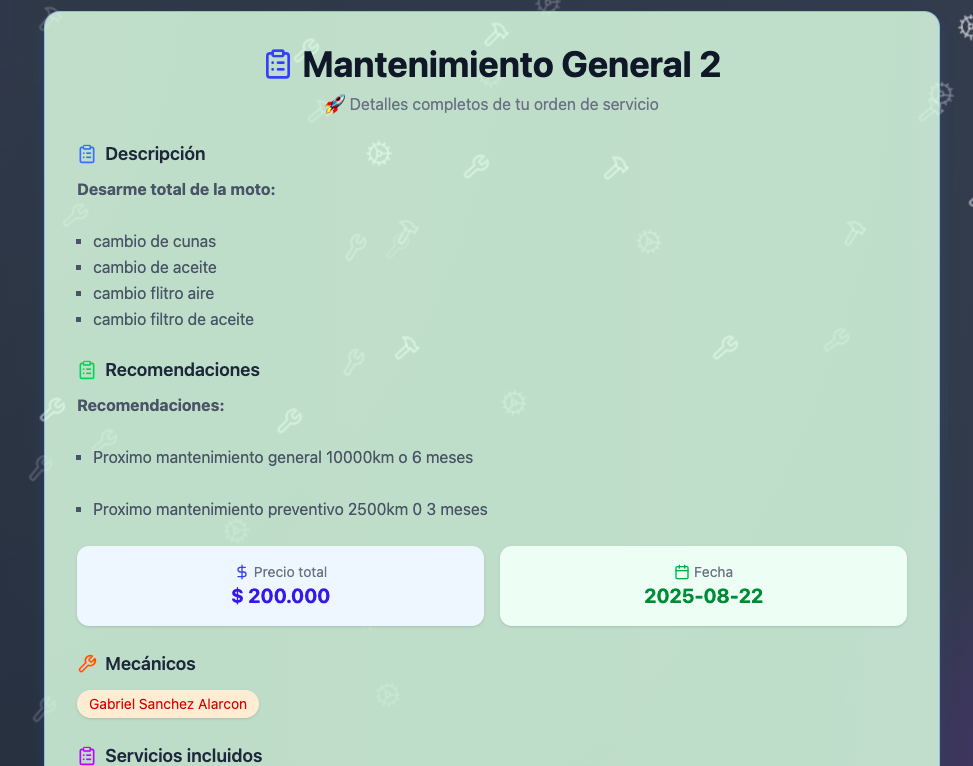 Mantenimiento General 2
🚀 Detalles completos de tu orden de servicio
Descripción
Desarme total de la moto:
▪ cambio de cunas
▪ cambio de aceite
▪ cambio flitro aire
▪ cambio filtro de aceite
Recomendaciones
Recomendaciones:
▪ Proximo mantenimiento general 10000km o 6 meses
▪ Proximo mantenimiento preventivo 2500km 0 3 meses
$ Precio total
$ 200.000
Fecha
2025-08-22
Mecánicos
Gabriel Sanchez Alarcon
Servicios incluidos